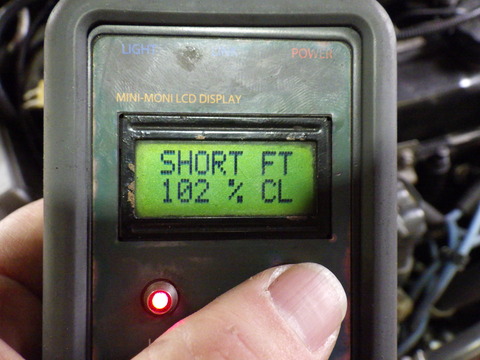 LIGHT POWER
MINI-MONI LCD DISPLAY
SHORT FT
102 % CL